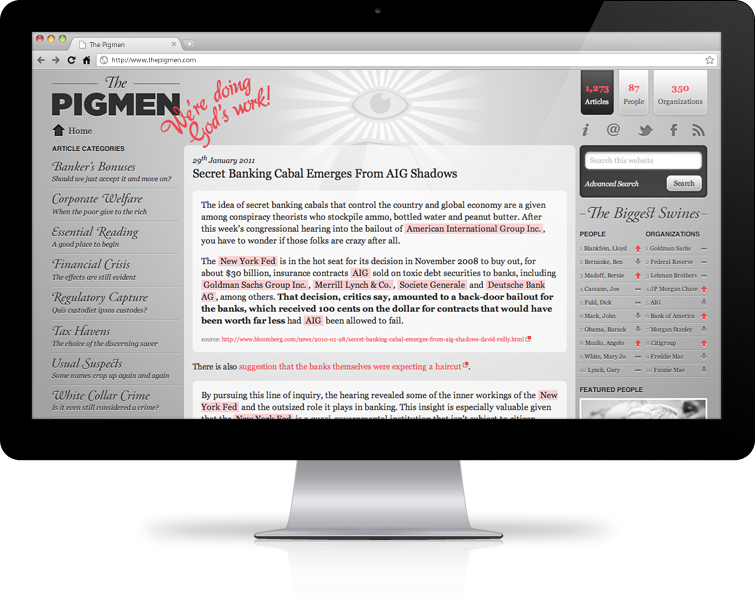 The Pigmen
http://www.thepigmen.com
The
PIGMEN
We're doing
God's work!
1,273
Articles
87
People
350
Organizations
Home
ARTICLE CATEGORIES
Banker's Bonuses
Should we just accept it and move on?
Corporate Welfare
When the poor give to the rich
Essential Reading
A good place to begin
Financial Crisis
The effects are still evident
Regulatory Capture
Quis custodiet ipsos custodes?
Tax Havens
The choice of the discerning saver
Usual Suspects
Some names crop up again and again
White Collar Crime
Is it even still considered a crime?
29th January 2011
Secret Banking Cabal Emerges From AIG Shadows
The idea of secret banking cabals that control the country and global economy are a given
among conspiracy theorists who stockpile ammo, bottled water and peanut butter. After
this week's congressional hearing into the bailout of American International Group Inc.,
you have to wonder if those folks are crazy after all.
The New York Fed is in the hot seat for its decision in November 2008 to buy out, for
about $30 billion, insurance contracts AIG sold on toxic debt securities to banks, including
Goldman Sachs Group Inc., Merrill Lynch & Co., Societe Generale and Deutsche Bank
AG, among others. That decision, critics say, amounted to a back-door bailout for
the banks, which received 100 cents on the dollar for contracts that would have
been worth far less had AIG been allowed to fail.
source: http://www.bloomberg.com/news/2010-01-28/secret-banking-cabal-emerges-from-aig-shadows-david-reilly.html
There is also suggestion that the banks themselves were expecting a haircut.
By pursuing this line of inquiry, the hearing revealed some of the inner workings of the New
York Fed and the outsized role it plays in banking. This insight is especially valuable given
that the New York Fed is a quasi-governmental institution that isn't subject to citizen
Search this website
Advanced Search
Search
The Biggest Swines
PEOPLE
1 Blankfein, Lloyd
2 Bernanke, Ben
3 Madoff, Bernie
4 Cassano, Joe
5 Fuld, Dick
6 Mack, John
7 Obama, Barack
8 Mozilo, Angelo
9 White, Mary Jo
10 Lynch, Gary
ORGANIZATIONS
1 Goldman Sachs
2 Federal Reserve
3 Lehman Brothers
4 JP Morgan Chase
5 AIG
6 Bank of America
7 Morgan Stanley
8 Citigroup
9 Freddie Mac
10 Fannie Mae
FEATURED PEOPLE